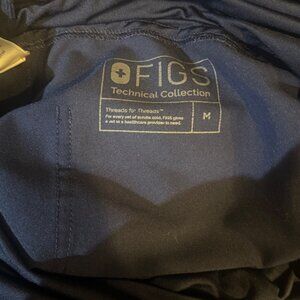 FIGS
Technical Collection
Threads for Threads™
For every set of scrubs sold, FIGS gives
a set to a healthcare provider in need.
M